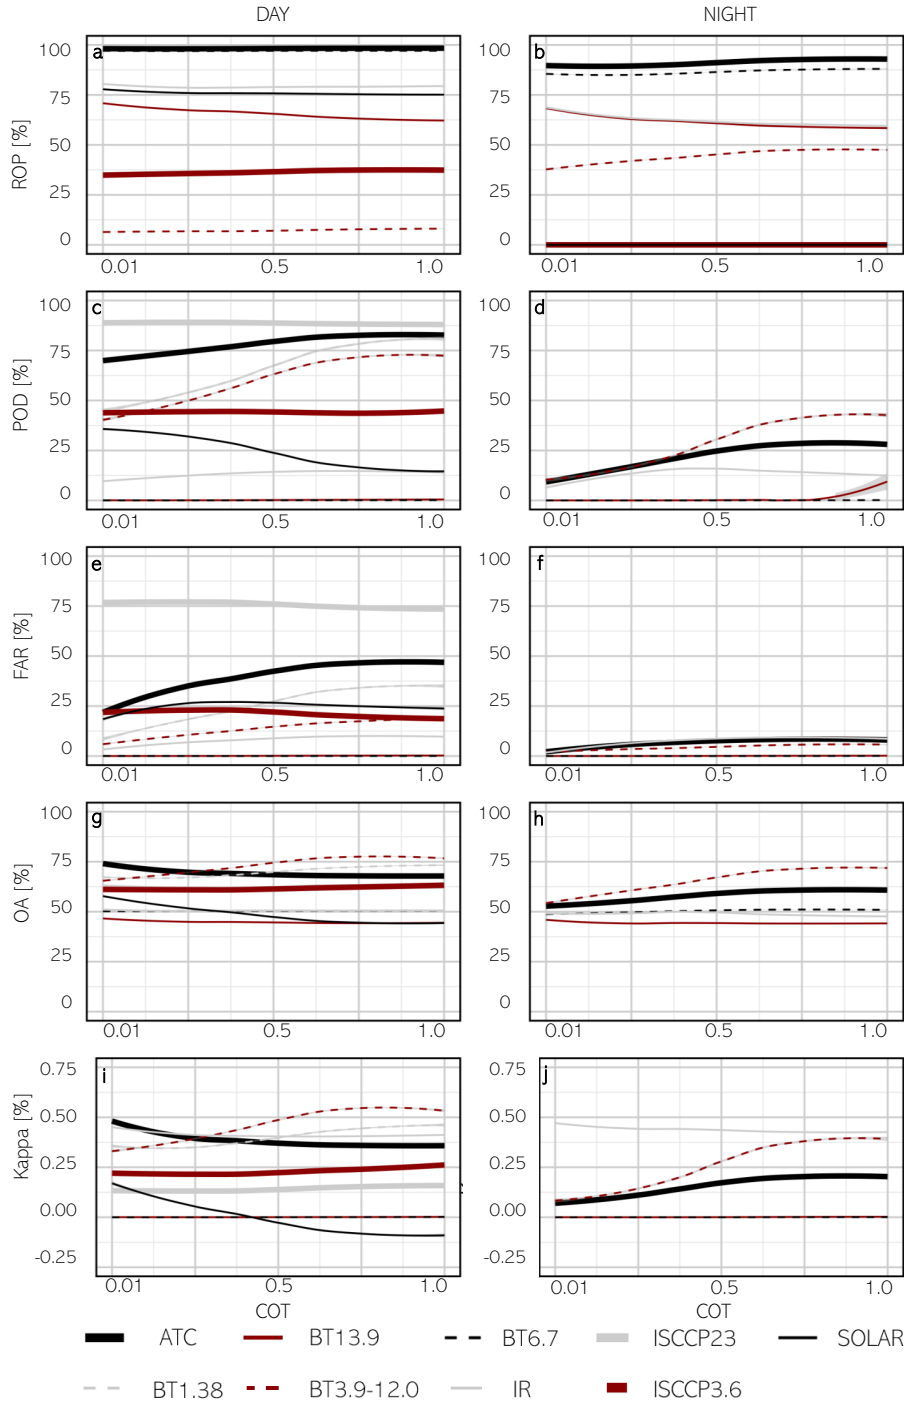 DAY NIGHT
a b
100 100
75 75
ROP [%]
50 50
25 25
0 0
0.01 0.5 1.0 0.01 0.5 1.0
c d
100 100
75 75
POD [%]
50 50
25 25
0 0
0.01 0.5 1.0 0.01 0.5 1.0
e f
100 100
75 75
FAR [%]
50 50
25 25
0 0
0.01 0.5 1.0 0.01 0.5 1.0
g h
100 100
75 75
OA [%]
50 50
25 25
0 0
0.01 0.5 1.0 0.01 0.5 1.0
i j
0.75 0.75
0.50 0.50
Kappa [%]
0.25 0.25
0.00 0.00
-0.25 -0.25
0.01 0.5 1.0 0.01 0.5 1.0
COT COT
ATC BT13.9 BT6.7 ISCCP23 SOLAR
BT1.38 BT3.9-12.0 IR ISCCP3.6